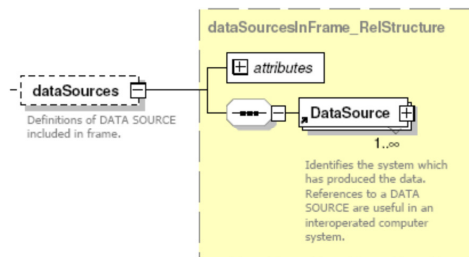 dataSourcesInFrame_RelStructure
attributes
dataSources
Definitions of DATA SOURCE
included in frame.
DataSource
1..∞
Identifies the system which
has produced the data.
References to a DATA
SOURCE are useful in an
interoperated computer
system.